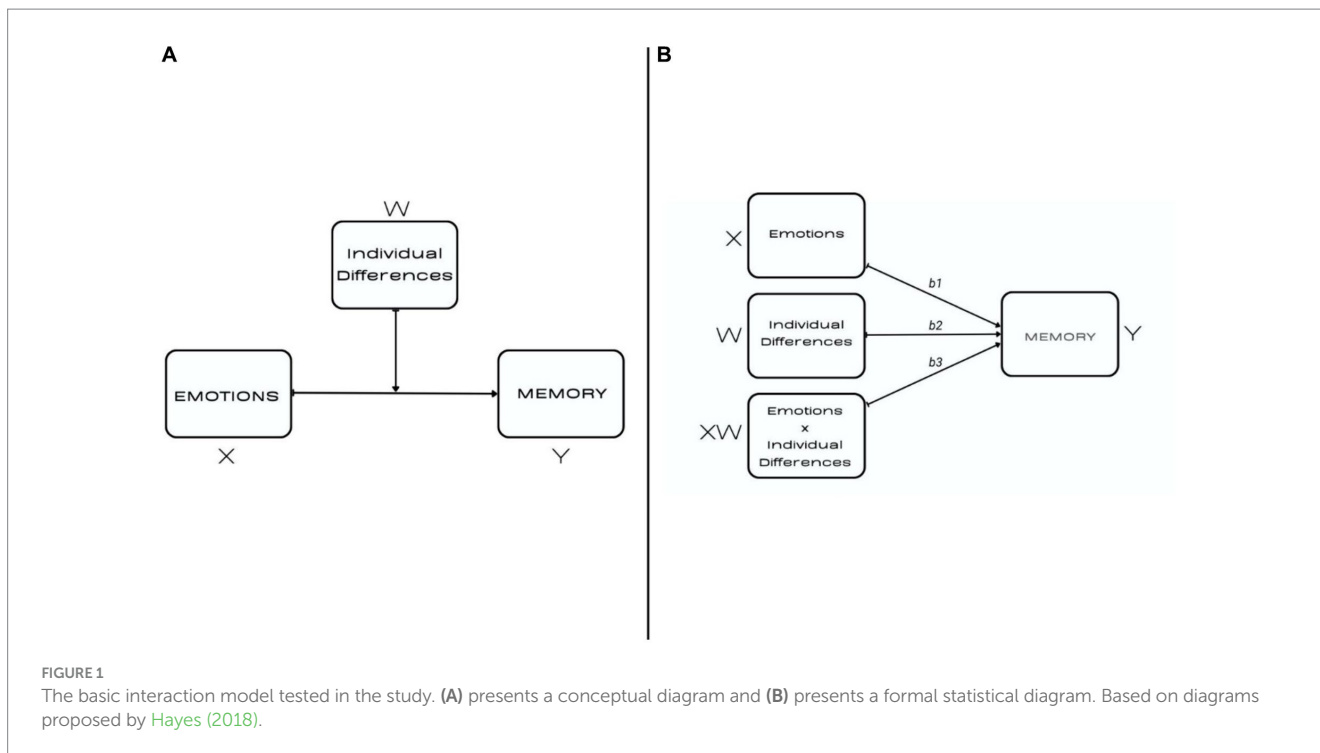 A
W
Individual
Differences
EMOTIONS
MEMORY
X
Y
B
X
Emotions
b1
W
Individual
Differences
b2
MEMORY
Y
b3
XW
Emotions
x
Individual
Differences
FIGURE 1
The basic interaction model tested in the study. (A) presents a conceptual diagram and (B) presents a formal statistical diagram. Based on diagrams
proposed by Hayes (2018).